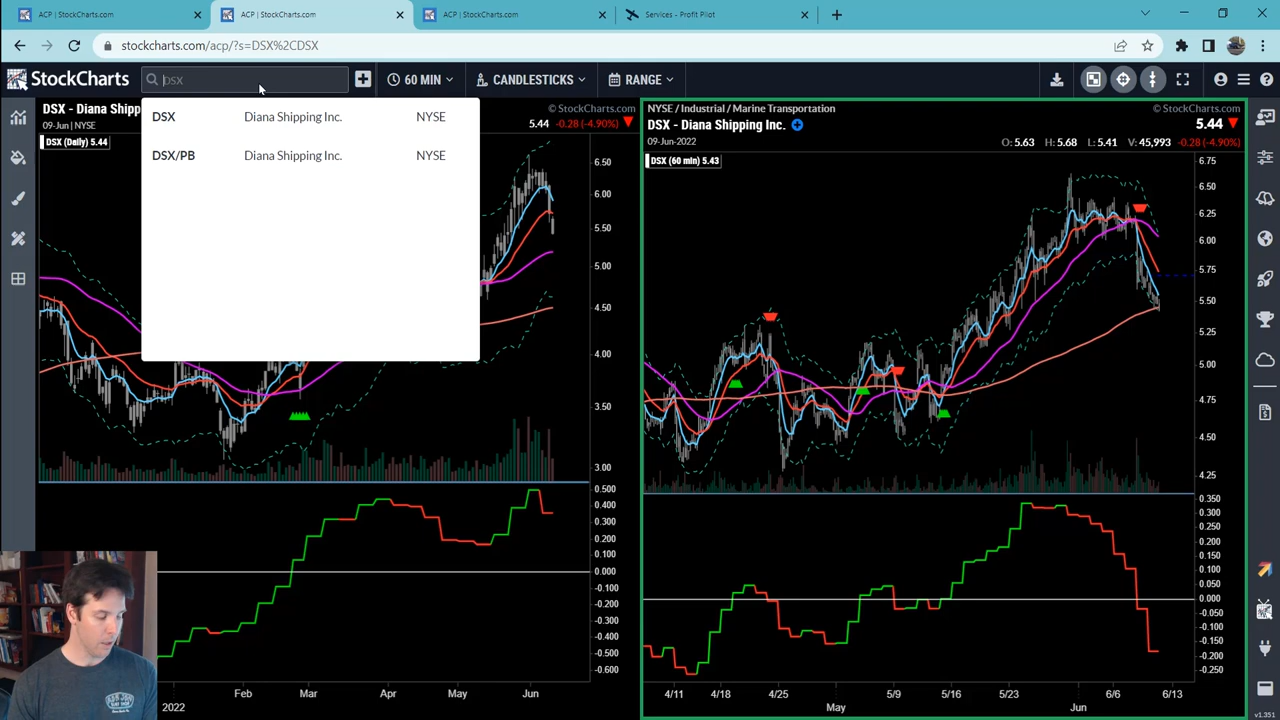 ACP | StockCharts.com
ACP | StockCharts.com
ACP | StockCharts.com
Services - Profit Pilot
stockcharts.com/acp/?s=DSX%2CDSX
StockCharts
DSX
60 MIN
CANDLESTICKS
RANGE
DSX Diana Shipping Inc. NYSE
DSX/PB Diana Shipping Inc. NYSE
DSX - Diana Shipp
© StockCharts.com
09-Jun | NYSE
5.44 -0.28 (-4.90%)
DSX (Daily) 5.44
6.50
6.00
5.50
5.00
4.50
4.00
3.50
3.00
0.500
0.400
0.300
0.200
0.100
0.000
-0.100
-0.200
-0.300
-0.400
-0.500
-0.600
Feb Mar Apr May Jun
2022
NYSE / Industrial / Marine Transportation
© StockCharts.com
DSX - Diana Shipping Inc.
5.44
09-Jun-2022
O: 5.63 H: 5.68 L: 5.41 V: 45,993 -0.28 (-4.90%)
DSX (60 min) 5.43
6.75
6.50
6.25
6.00
5.75
5.50
5.25
5.00
4.75
4.50
4.25
0.350
0.300
0.250
0.200
0.150
0.100
0.050
0.000
-0.050
-0.100
-0.150
-0.200
-0.250
4/11 4/18 4/25 5/9 5/16 5/23 6/6 6/13
May Jun
v1.351